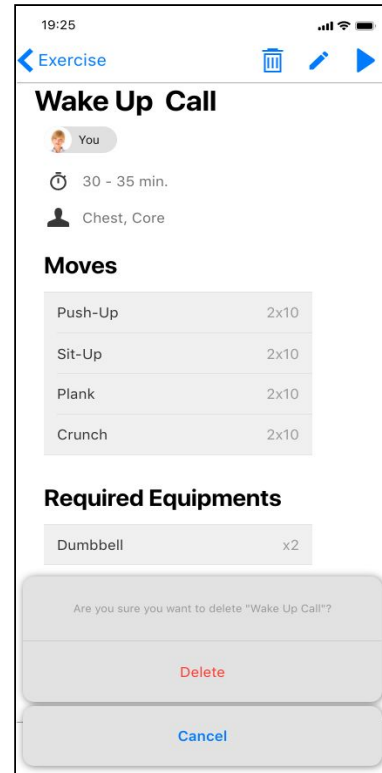 19:25
Exercise
Wake Up Call
You
30 - 35 min.
Chest, Core
Moves
Push-Up 2x10
Sit-Up 2x10
Plank 2x10
Crunch 2x10
Required Equipments
Dumbbell x2
Are you sure you want to delete "Wake Up Call"?
Delete
Cancel